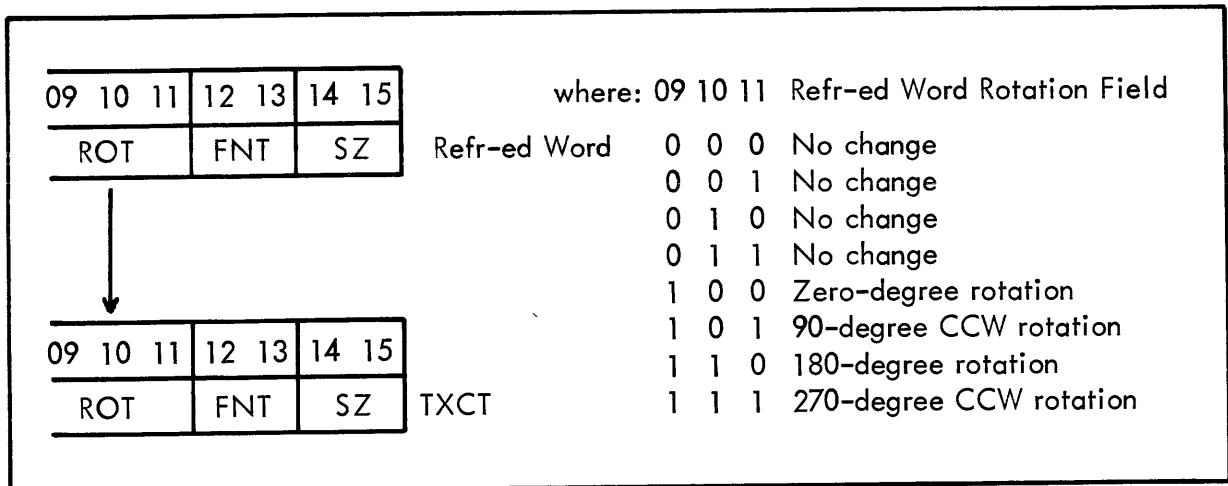 09 10 11 12 13 14 15
ROT FNT SZ Refr-ed Word
where: 09 10 11 Refr-ed Word Rotation Field
0 0 0 No change
0 0 1 No change
0 1 0 No change
0 1 1 No change
1 0 0 Zero-degree rotation
1 0 1 90-degree CCW rotation
1 1 0 180-degree rotation
1 1 1 270-degree CCW rotation
09 10 11 12 13 14 15
ROT FNT SZ TXCT